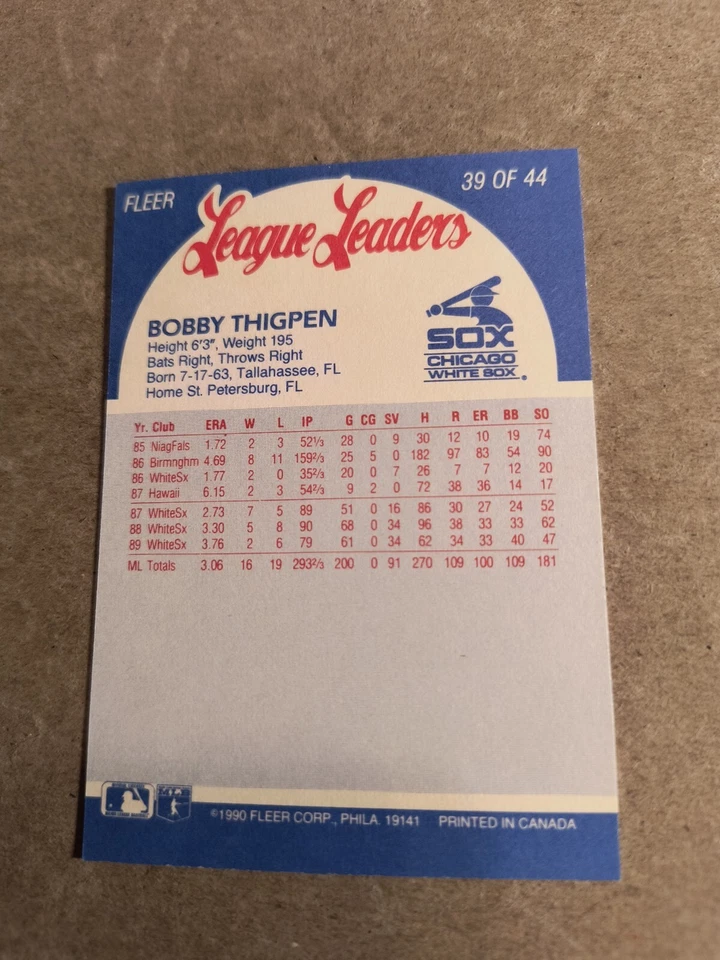 FLEER
39 OF 44
League Leaders
BOBBY THIGPEN
Height 6'3", Weight 195
Bats Right, Throws Right
Born 7-17-63, Tallahassee, FL
Home St. Petersburg, FL
SOX
CHICAGO
WHITE SOX
Yr. Club ERA W L IP G CG SV H R ER BB SO
85 NiagFals 1.72 2 3 52⅓ 28 0 9 30 12 10 19 74
86 Birmnghm 4.69 8 11 159⅔ 25 5 0 182 97 83 54 90
86 WhiteSx 1.77 2 0 35⅔ 20 0 7 26 7 7 12 20
87 Hawaii 6.15 2 3 54⅔ 9 2 0 72 38 36 14 17
87 WhiteSx 2.73 7 5 89 51 0 16 86 30 27 24 52
88 WhiteSx 3.30 5 8 90 68 0 34 96 38 33 33 62
89 WhiteSx 3.76 2 6 79 61 0 34 62 34 33 40 47
ML Totals 3.06 16 19 293⅔ 200 0 91 270 109 100 109 181
©1990 FLEER CORP., PHILA. 19141 PRINTED IN CANADA